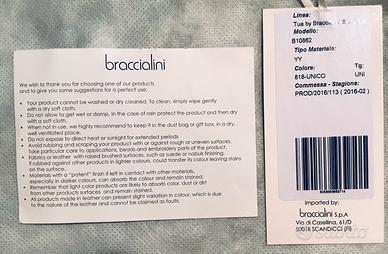 braccialini
We wish to thank you for choosing one of our products
and to give you some suggestions for a perfect use:
• Your product cannot be washed or dry cleaned. To clean, simply wipe gently
with a dry soft cloth.
• Do not allow to get wet or damp. In the case of rain protect the product and then dry
with a soft cloth.
• When not in use, we highly recommend to keep it in the dust bag or gift box, in a dry,
well ventilated place.
• Do not expose to direct heat or sunlight for extended periods
• Avoid rubbing and scraping your product with or against rough or uneven surfaces.
Take particular care to applications, beads and embroidery parts of the product.
• Fabrics or leather with raised brushed surfaces, such as suede or nabuk finishing,
if rubbed against other products in lighter colours, could transfer its colour leaving stains
on the surface.
• Materials with a "patent" finish if left in contact with other materials,
especially in darker colours, can absorb the colour and remain stained.
• Remember that light color products are likely to absorb color, dust or dirt
from other products surfaces and remain stained.
• All products made in leather can present slight variation in colour, which is due
to the nature of the leather and cannot be claimed as faults.
Linea:
Tua by
Modello:
B10862
Tipo Materiale:
YY
Colore: Tg:
818-UNICO UNI
Commessa - Stagione:
PROD/2016/113 ( 2016-02 )
Imported by:
braccialini S.p.A
Via di Casellina, 61/D
50018 SCANDICCI (FI)